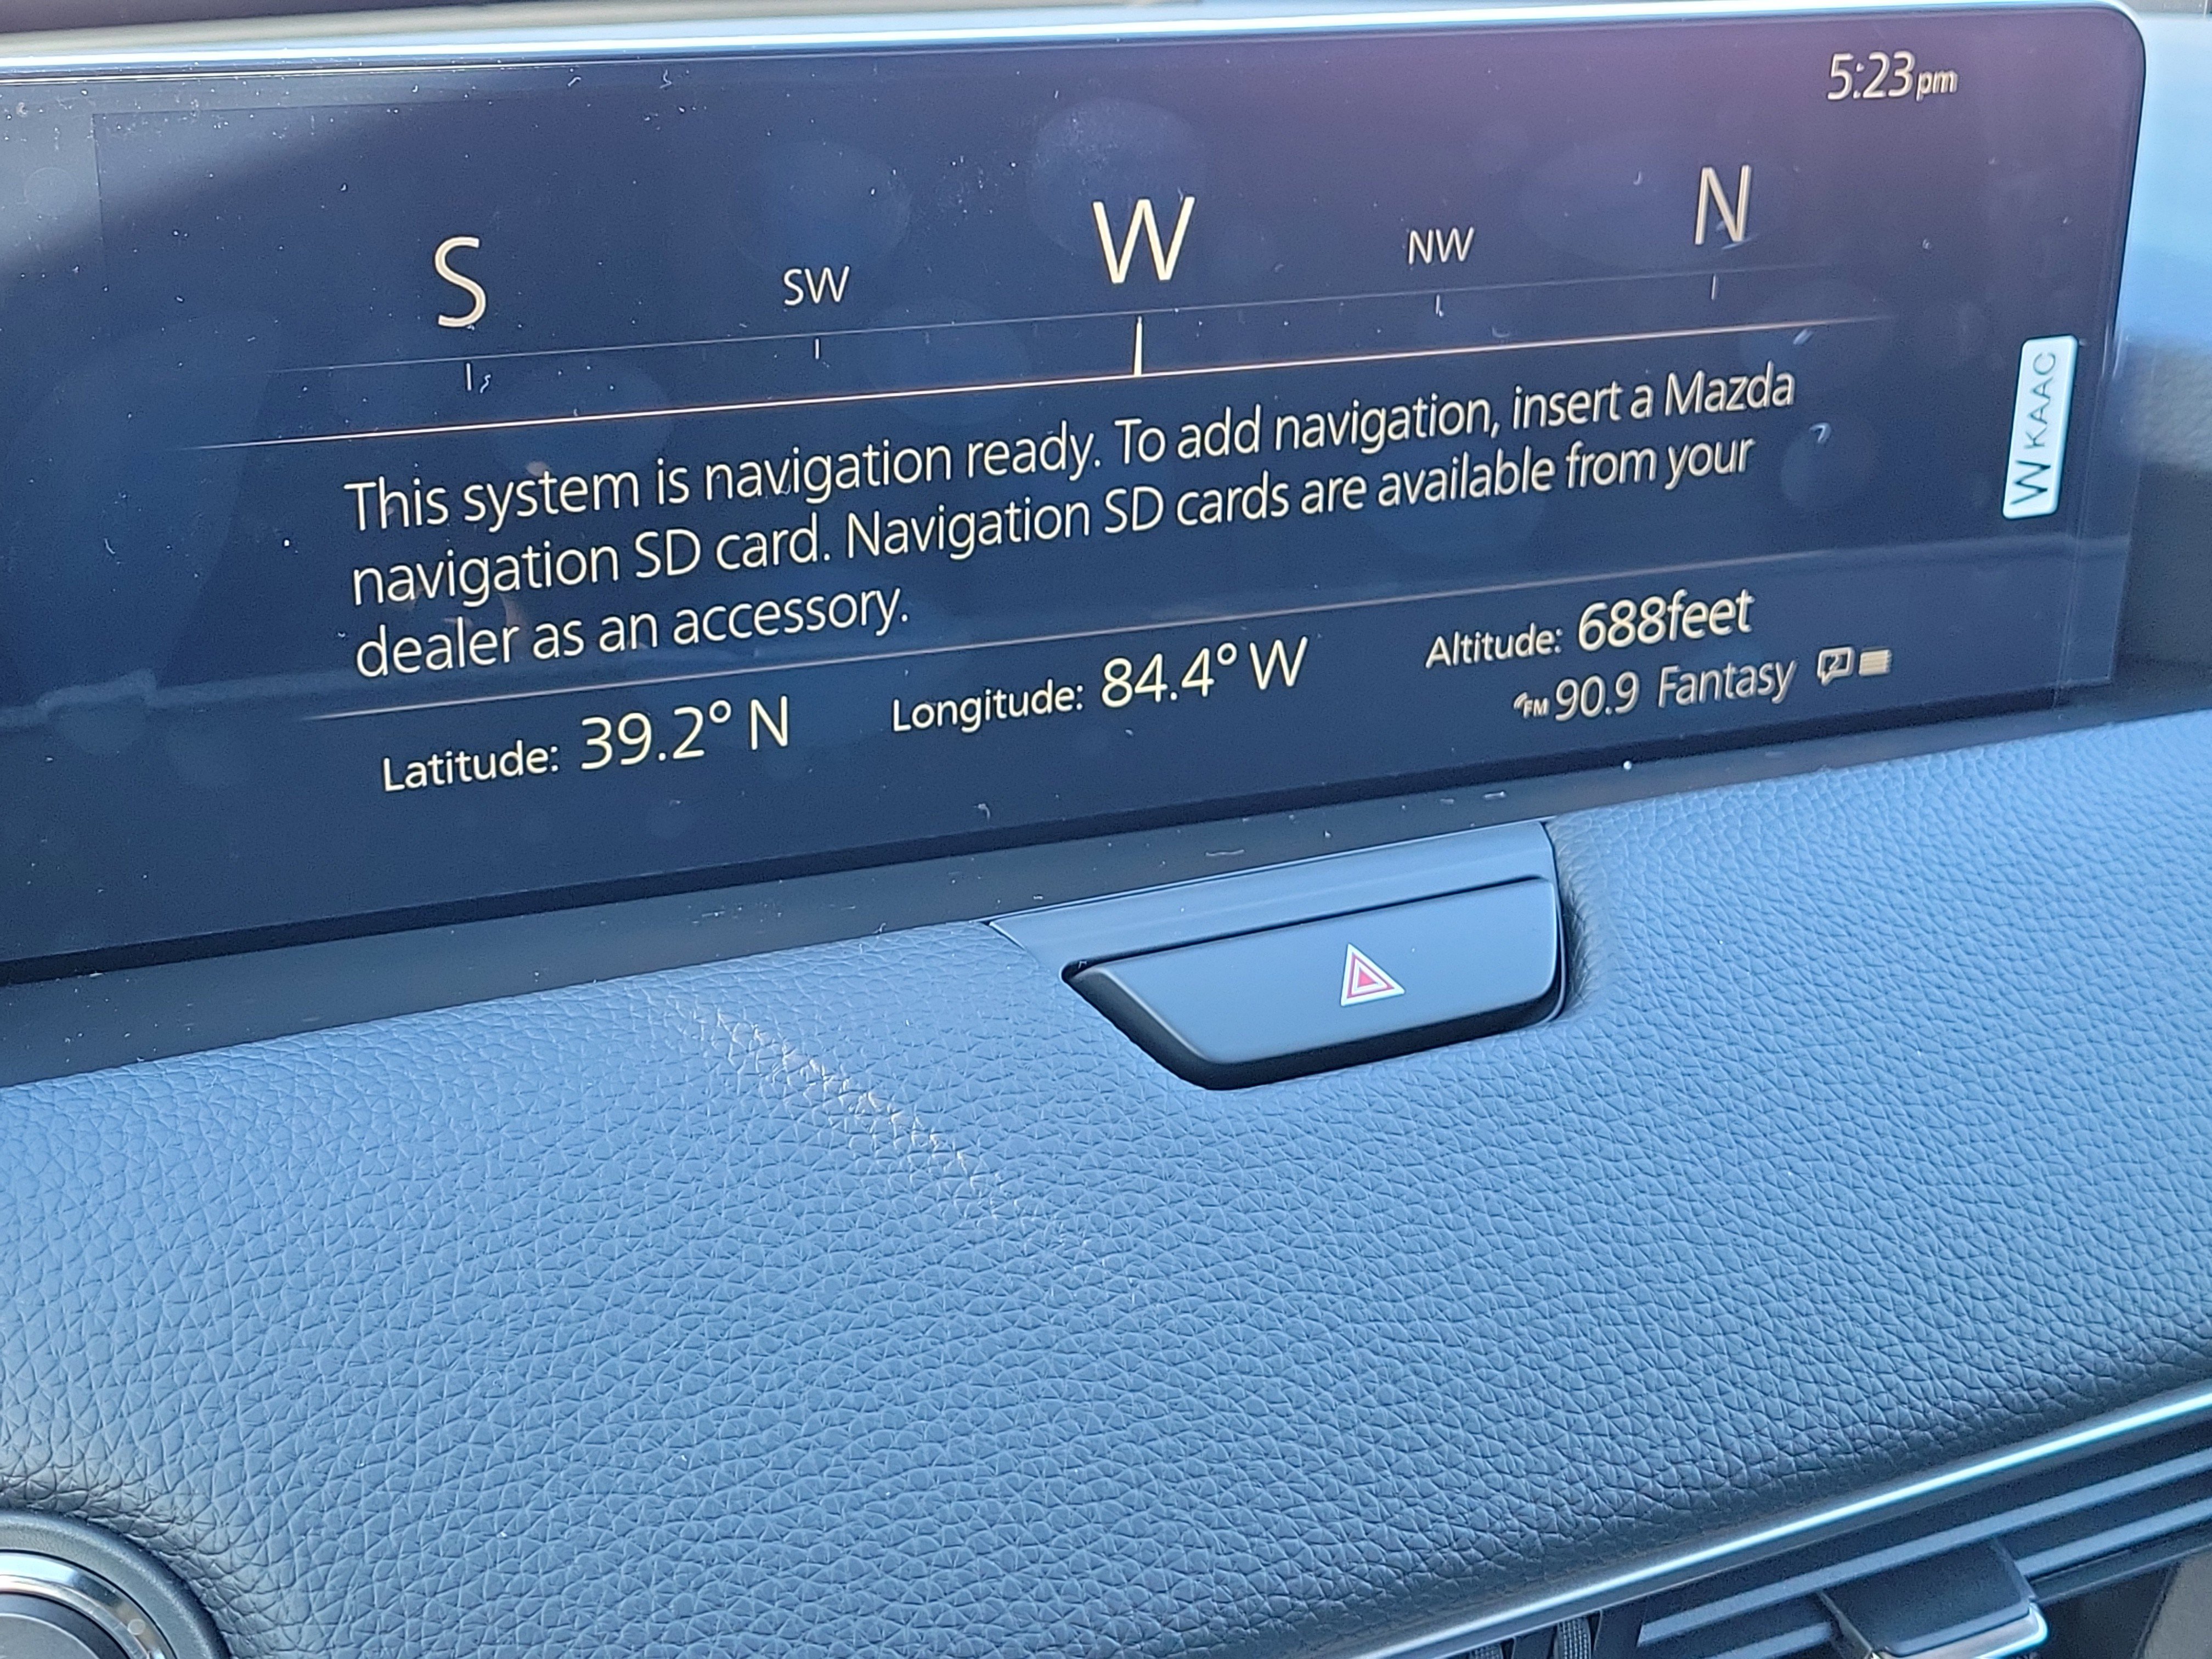 5:23pm
S SW W NW N
This system is navigation ready. To add navigation, insert a Mazda
navigation SD card. Navigation SD cards are available from your
dealer as an accessory.
Latitude: 39.2° N Longitude: 84.4° W Altitude: 688feet
FM 90.9 Fantasy 2
W KAAC